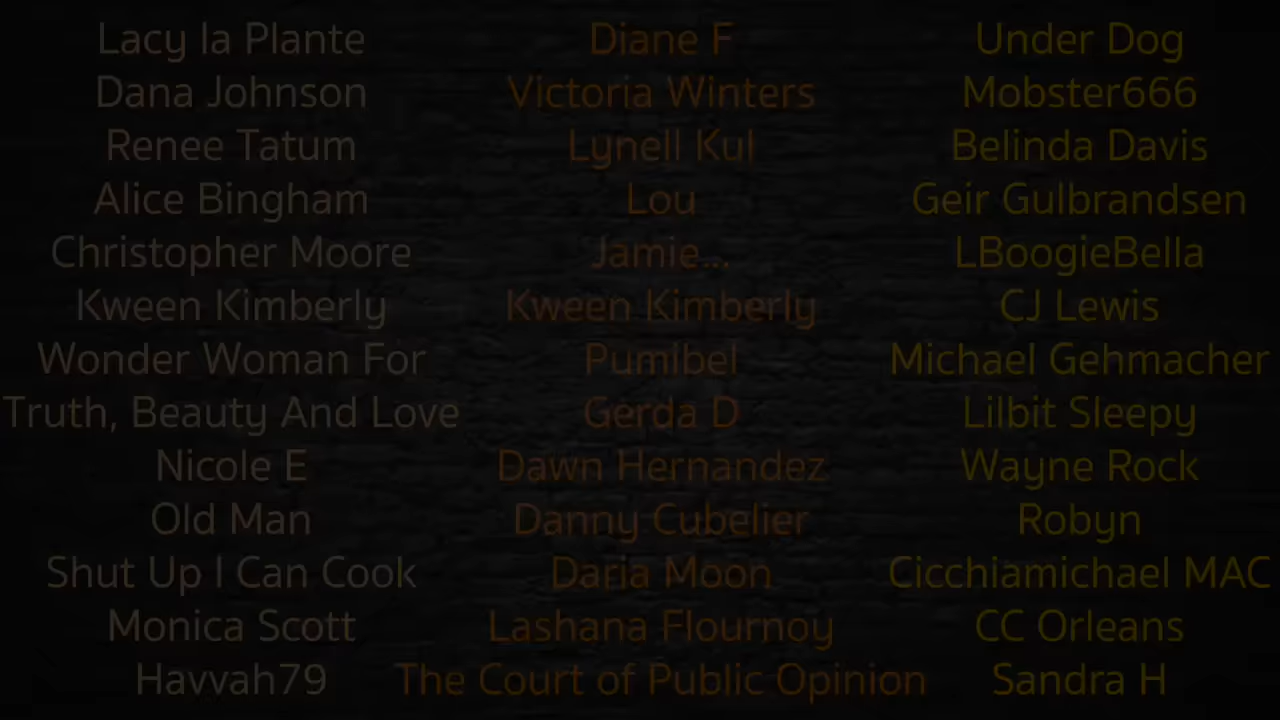 Lacy la Plante
Dana Johnson
Renee Tatum
Alice Bingham
Christopher Moore
Kween Kimberly
Wonder Woman For
Truth, Beauty And Love
Nicole E
Old Man
Shut Up I Can Cook
Monica Scott
Havvah79
Diane F
Victoria Winters
Lynell Kul
Lou
Jamie...
Kween Kimberly
Pumlbel
Gerda D
Dawn Hernandez
Danny Cubelier
Daria Moon
Lashana Flournoy
The Court of Public Opinion
Under Dog
Mobster666
Belinda Davis
Geir Gulbrandsen
LBoogieBella
CJ Lewis
Michael Gehmacher
Lilbit Sleepy
Wayne Rock
Robyn
Cicchiamichael MAC
CC Orleans
Sandra H